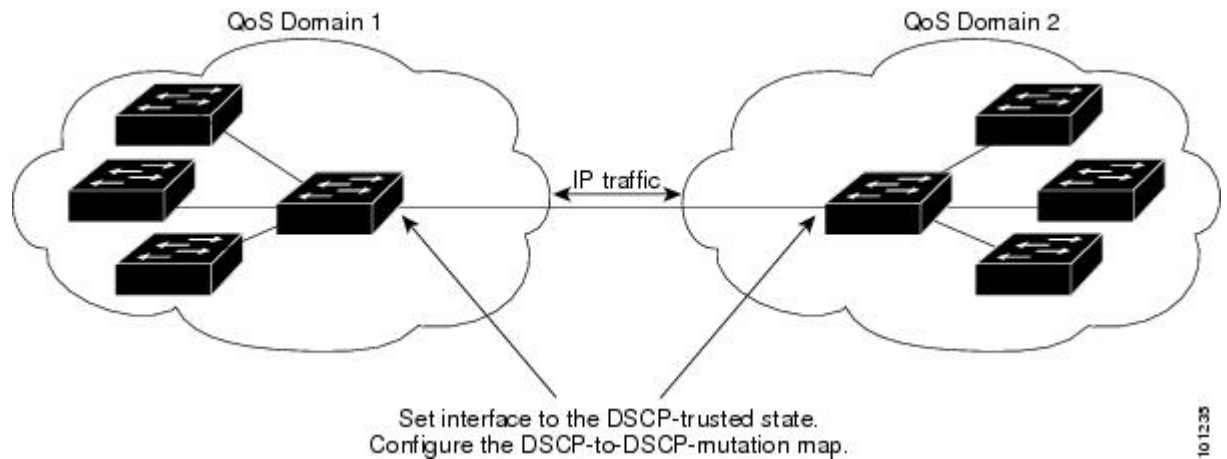 QoS Domain 1
QoS Domain 2
IP traffic
Set interface to the DSCP-trusted state.
Configure the DSCP-to-DSCP-mutation map.
101235